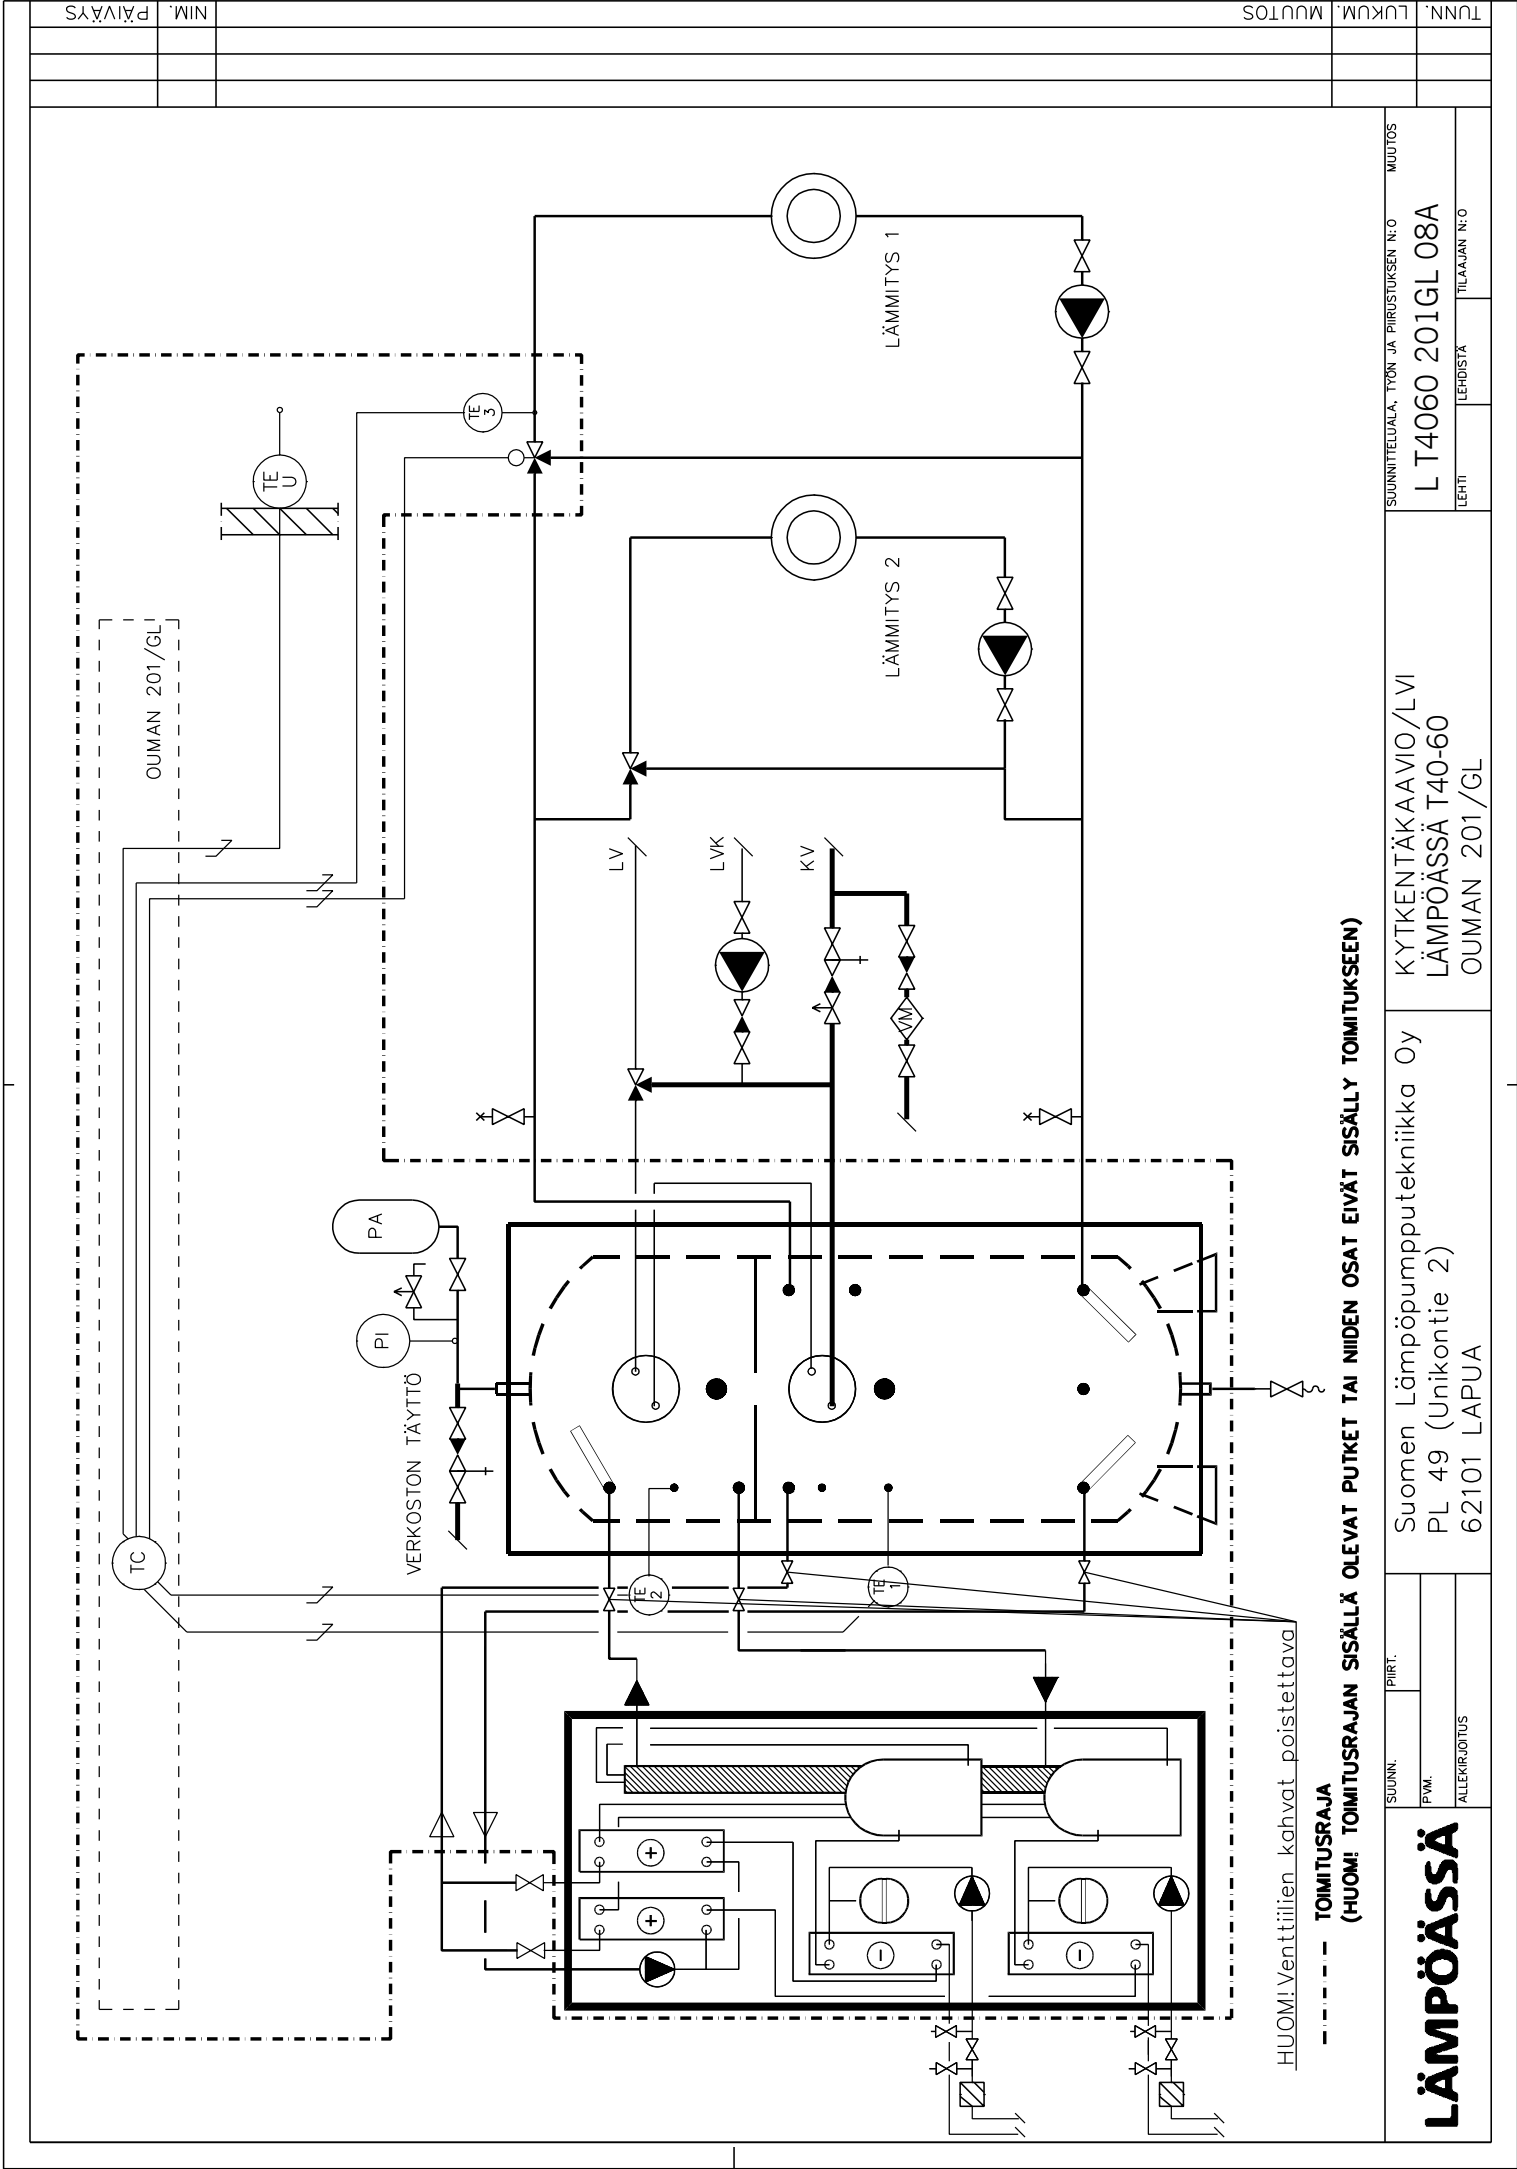 TUNN.
LUKUM.
MUUTOS
NIM.
PÄIVÄYS
OUMAN 201/GL
TC
TE
U
TE
3
LÄMMITYS 1
LÄMMITYS 2
LV
LVK
KV
VM
PA
PI
VERKOSTON TÄYTTÖ
TE
2
TE
1
HUOM! Venttiilien kahvat poistettava
TOIMITUSRAJA
(HUOM! TOIMITUSRAJAN SISÄLLÄ OLEVAT PUTKET TAI NIIDEN OSAT EIVÄT SISÄLLY TOIMITUKSEEN)
LÄMPÖÄSSÄ
SUUNN.
PIIRT.
PVM.
ALLEKIRJOITUS
Suomen Lämpöpumpputekniikka Oy
PL 49 (Unikontie 2)
62101 LAPUA
KYTKENTÄKAAVIO/LVI
LÄMPÖÄSSÄ T40-60
OUMAN 201/GL
SUUNNITTELUALA, TYÖN JA PIIRUSTUKSEN N:O
MUUTOS
L T4060 201GL 08A
LEHTI
LEHDISTÄ
TILAAJAN N:O